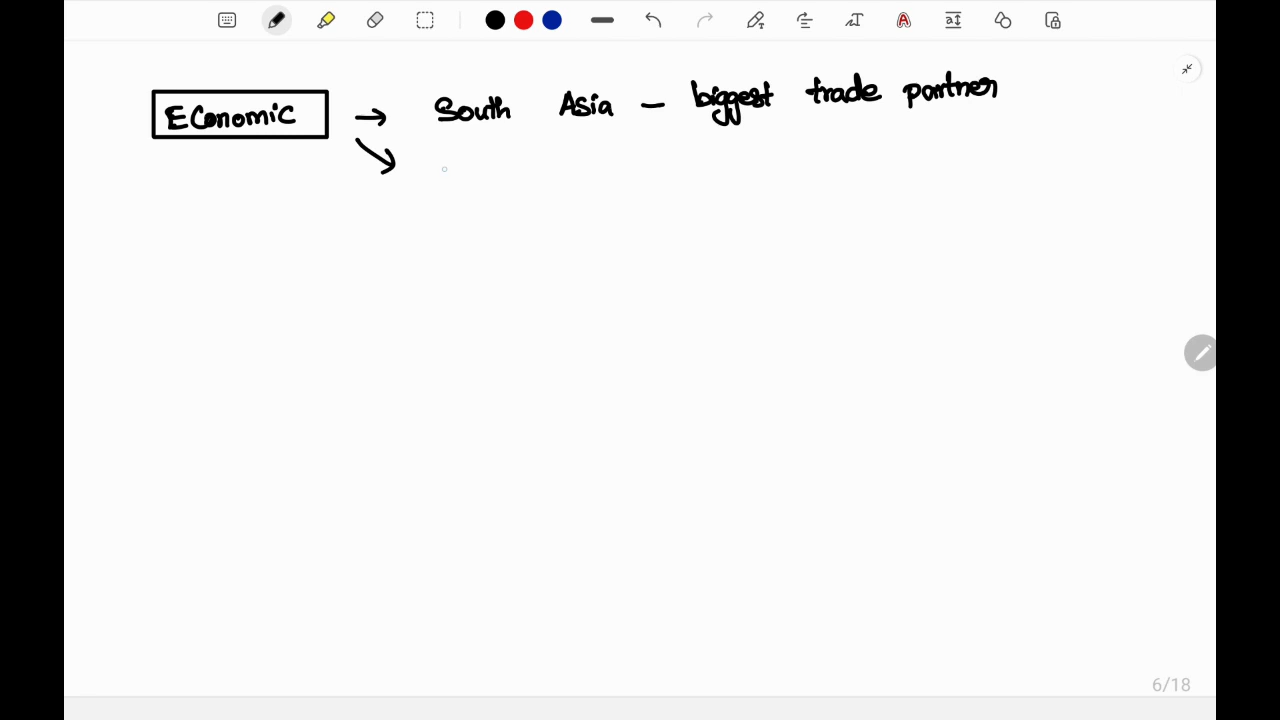 Economic → South Asia – biggest trade partner
6/18